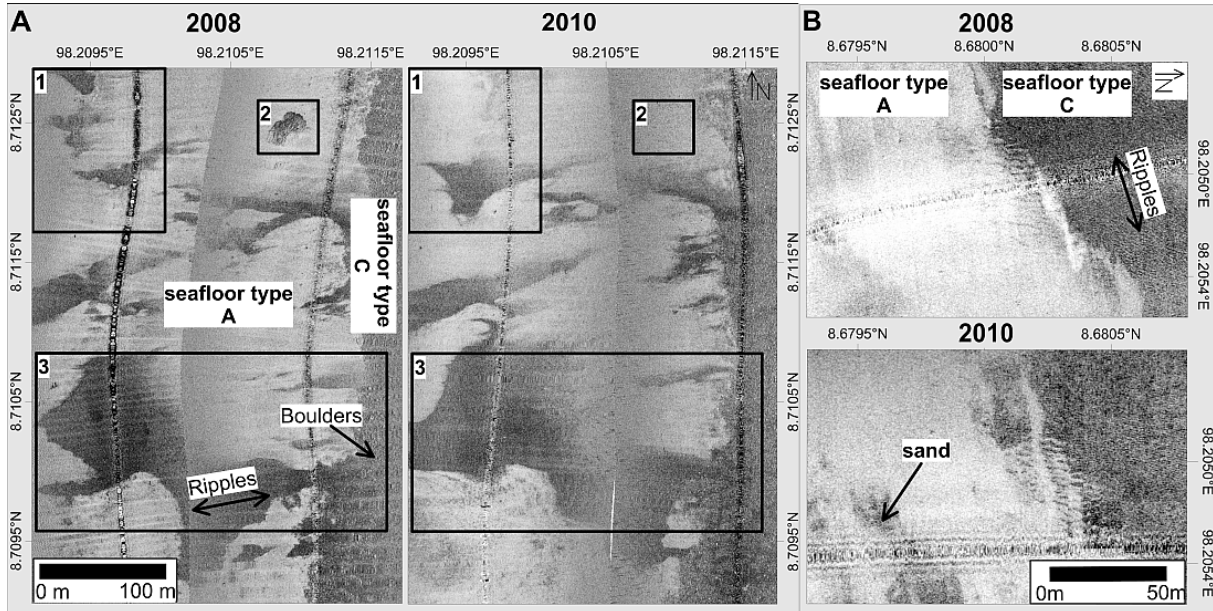 A
2008
2010
98.2095°E
98.2105°E
98.2115°E
98.2095°E
98.2105°E
98.2115°E
8.7125°N
8.7115°N
8.7105°N
8.7095°N
1
2
3
seafloor type
A
seafloor type
C
Boulders
Ripples
0 m
100 m
1
2
3
N
8.7125°N
8.7115°N
8.7105°N
8.7095°N
B
2008
8.6795°N
8.6800°N
8.6805°N
seafloor type
A
seafloor type
C
N
Ripples
98.2050°E
98.2054°E
2010
8.6795°N
8.6805°N
sand
98.2050°E
98.2054°E
0m
50m